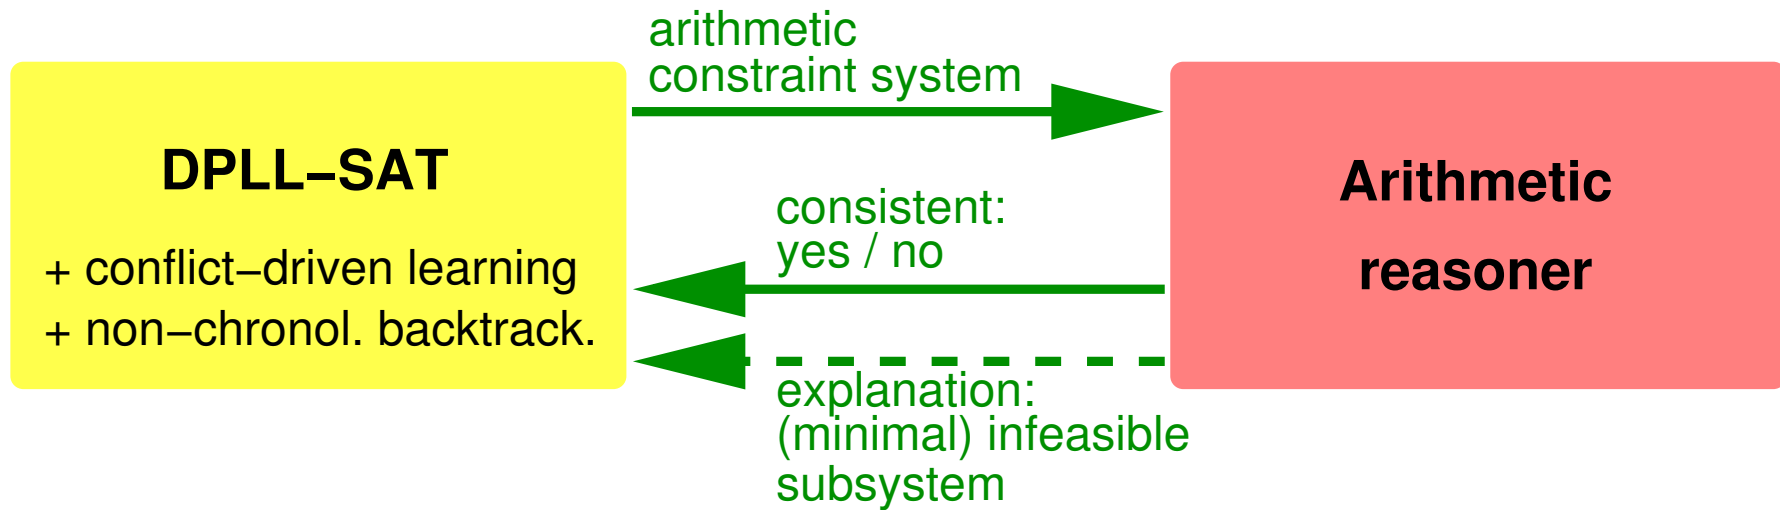 DPLL–SAT
+ conflict–driven learning
+ non–chronol. backtrack.
arithmetic
constraint system
consistent:
yes / no
explanation:
(minimal) infeasible
subsystem
Arithmetic
reasoner